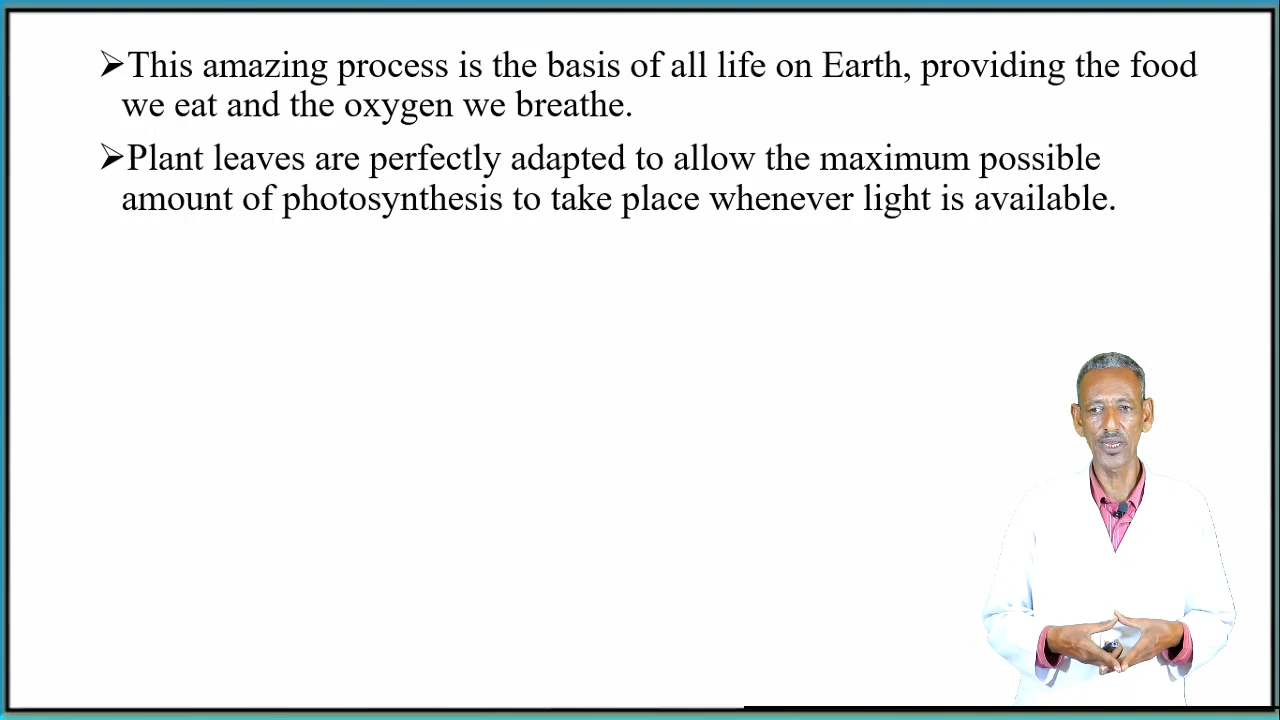 ➢This amazing process is the basis of all life on Earth, providing the food
we eat and the oxygen we breathe.
➢Plant leaves are perfectly adapted to allow the maximum possible
amount of photosynthesis to take place whenever light is available.